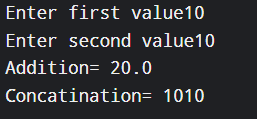 Enter first value10
Enter second value10
Addition= 20.0
Concatination= 1010